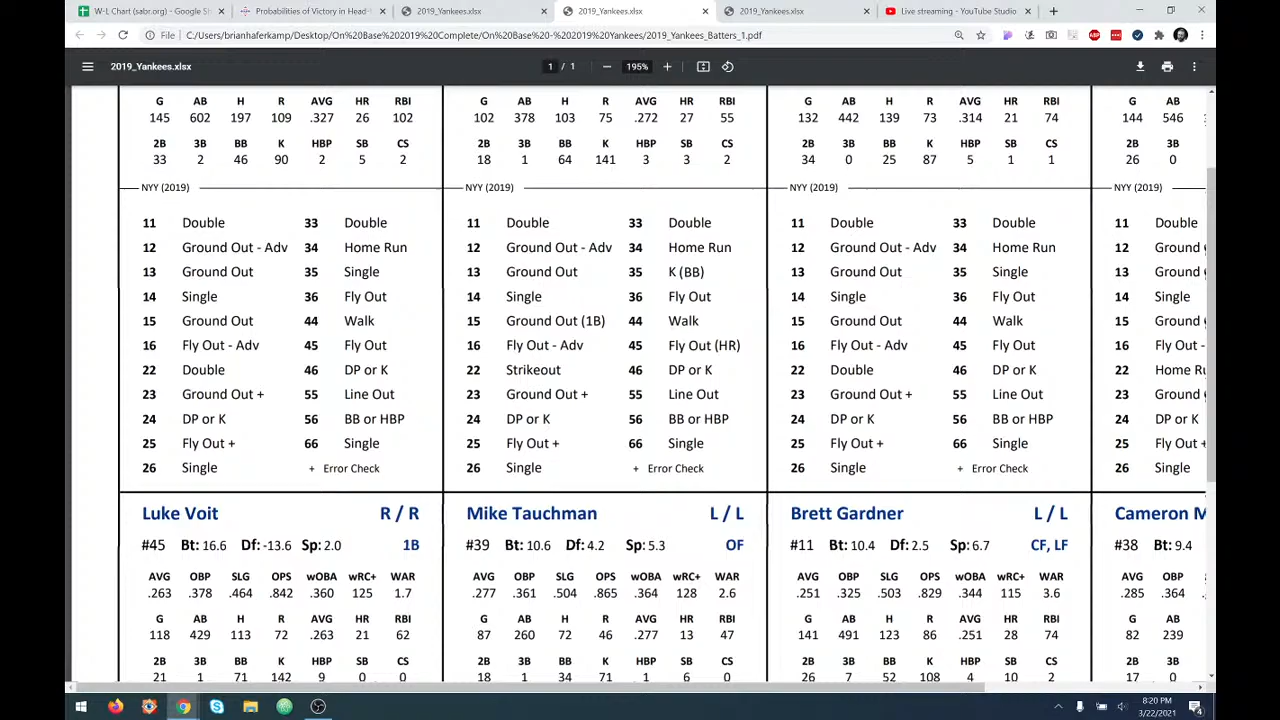 W-L Chart (sabr.org) - Google S
Probabilities of Victory in Head-
2019_Yankees.xlsx
2019_Yankees.xlsx
2019_Yankees.xlsx
Live streaming - YouTube Studio
File
C:/Users/brianhaferkamp/Desktop/On%20Base%202019%20Complete/On%20Base%20-%202019%20Yankees/2019_Yankees_Batters_1.pdf
2019_Yankees.xlsx
1 / 1
195%
G AB H R AVG HR RBI
145 602 197 109 .327 26 102
2B 3B BB K HBP SB CS
33 2 46 90 2 5 2
NYY (2019)
11 Double 33 Double
12 Ground Out - Adv 34 Home Run
13 Ground Out 35 Single
14 Single 36 Fly Out
15 Ground Out 44 Walk
16 Fly Out - Adv 45 Fly Out
22 Double 46 DP or K
23 Ground Out + 55 Line Out
24 DP or K 56 BB or HBP
25 Fly Out + 66 Single
26 Single + Error Check
G AB H R AVG HR RBI
102 378 103 75 .272 27 55
2B 3B BB K HBP SB CS
18 1 64 141 3 3 2
NYY (2019)
11 Double 33 Double
12 Ground Out - Adv 34 Home Run
13 Ground Out 35 K (BB)
14 Single 36 Fly Out
15 Ground Out (1B) 44 Walk
16 Fly Out - Adv 45 Fly Out (HR)
22 Strikeout 46 DP or K
23 Ground Out + 55 Line Out
24 DP or K 56 BB or HBP
25 Fly Out + 66 Single
26 Single + Error Check
G AB H R AVG HR RBI
132 442 139 73 .314 21 74
2B 3B BB K HBP SB CS
34 0 25 87 5 1 1
NYY (2019)
11 Double 33 Double
12 Ground Out - Adv 34 Home Run
13 Ground Out 35 Single
14 Single 36 Fly Out
15 Ground Out 44 Walk
16 Fly Out - Adv 45 Fly Out
22 Double 46 DP or K
23 Ground Out + 55 Line Out
24 DP or K 56 BB or HBP
25 Fly Out + 66 Single
26 Single + Error Check
G AB
144 546
2B 3B
26 0
NYY (2019)
11 Double
12 Ground
13 Ground
14 Single
15 Ground
16 Fly Out -
22 Home Ru
23 Ground
24 DP or K
25 Fly Out +
26 Single
Luke Voit R / R
#45 Bt: 16.6 Df: -13.6 Sp: 2.0 1B
AVG OBP SLG OPS wOBA wRC+ WAR
.263 .378 .464 .842 .360 125 1.7
G AB H R AVG HR RBI
118 429 113 72 .263 21 62
2B 3B BB K HBP SB CS
21 1 71 142 9 0 0
Mike Tauchman L / L
#39 Bt: 10.6 Df: 4.2 Sp: 5.3 OF
AVG OBP SLG OPS wOBA wRC+ WAR
.277 .361 .504 .865 .364 128 2.6
G AB H R AVG HR RBI
87 260 72 46 .277 13 47
2B 3B BB K HBP SB CS
18 1 34 71 1 6 0
Brett Gardner L / L
#11 Bt: 10.4 Df: 2.5 Sp: 6.7 CF, LF
AVG OBP SLG OPS wOBA wRC+ WAR
.251 .325 .503 .829 .344 115 3.6
G AB H R AVG HR RBI
141 491 123 86 .251 28 74
2B 3B BB K HBP SB CS
26 7 52 108 4 10 2
Cameron M
#38 Bt: 9.4
AVG OBP
.285 .364
G AB
82 239
2B 3B
17 0
8:20 PM
3/22/2021